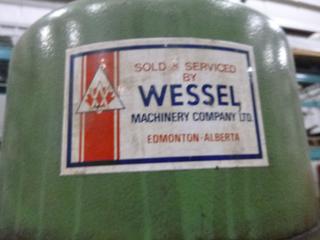 SOLD & SERVICED
BY
WESSEL
MACHINERY COMPANY LTD.
EDMONTON-ALBERTA